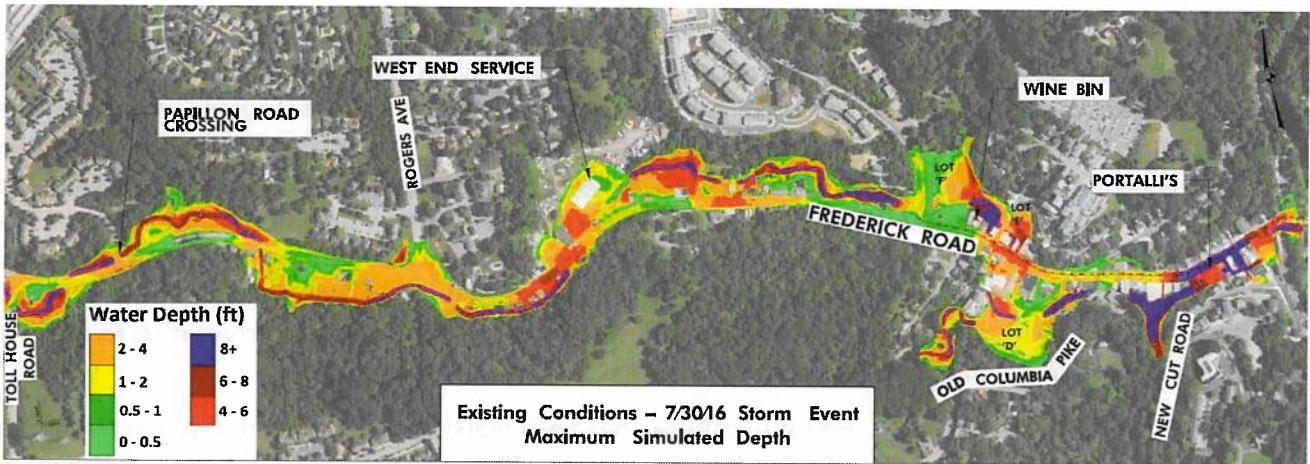 WEST END SERVICE
PAPILLON ROAD
CROSSING
ROGERS AVE
WINE BIN
LOT
'F'
PORTALLI'S
LOT
'E'
FREDERICK ROAD
TOLL HOUSE
ROAD
Water Depth (ft)
2 - 4
8+
1 - 2
6 - 8
0.5 - 1
4 - 6
0 - 0.5
LOT
'D'
OLD COLUMBIA PIKE
NEW CUT ROAD
Existing Conditions – 7/30/16 Storm Event
Maximum Simulated Depth
N